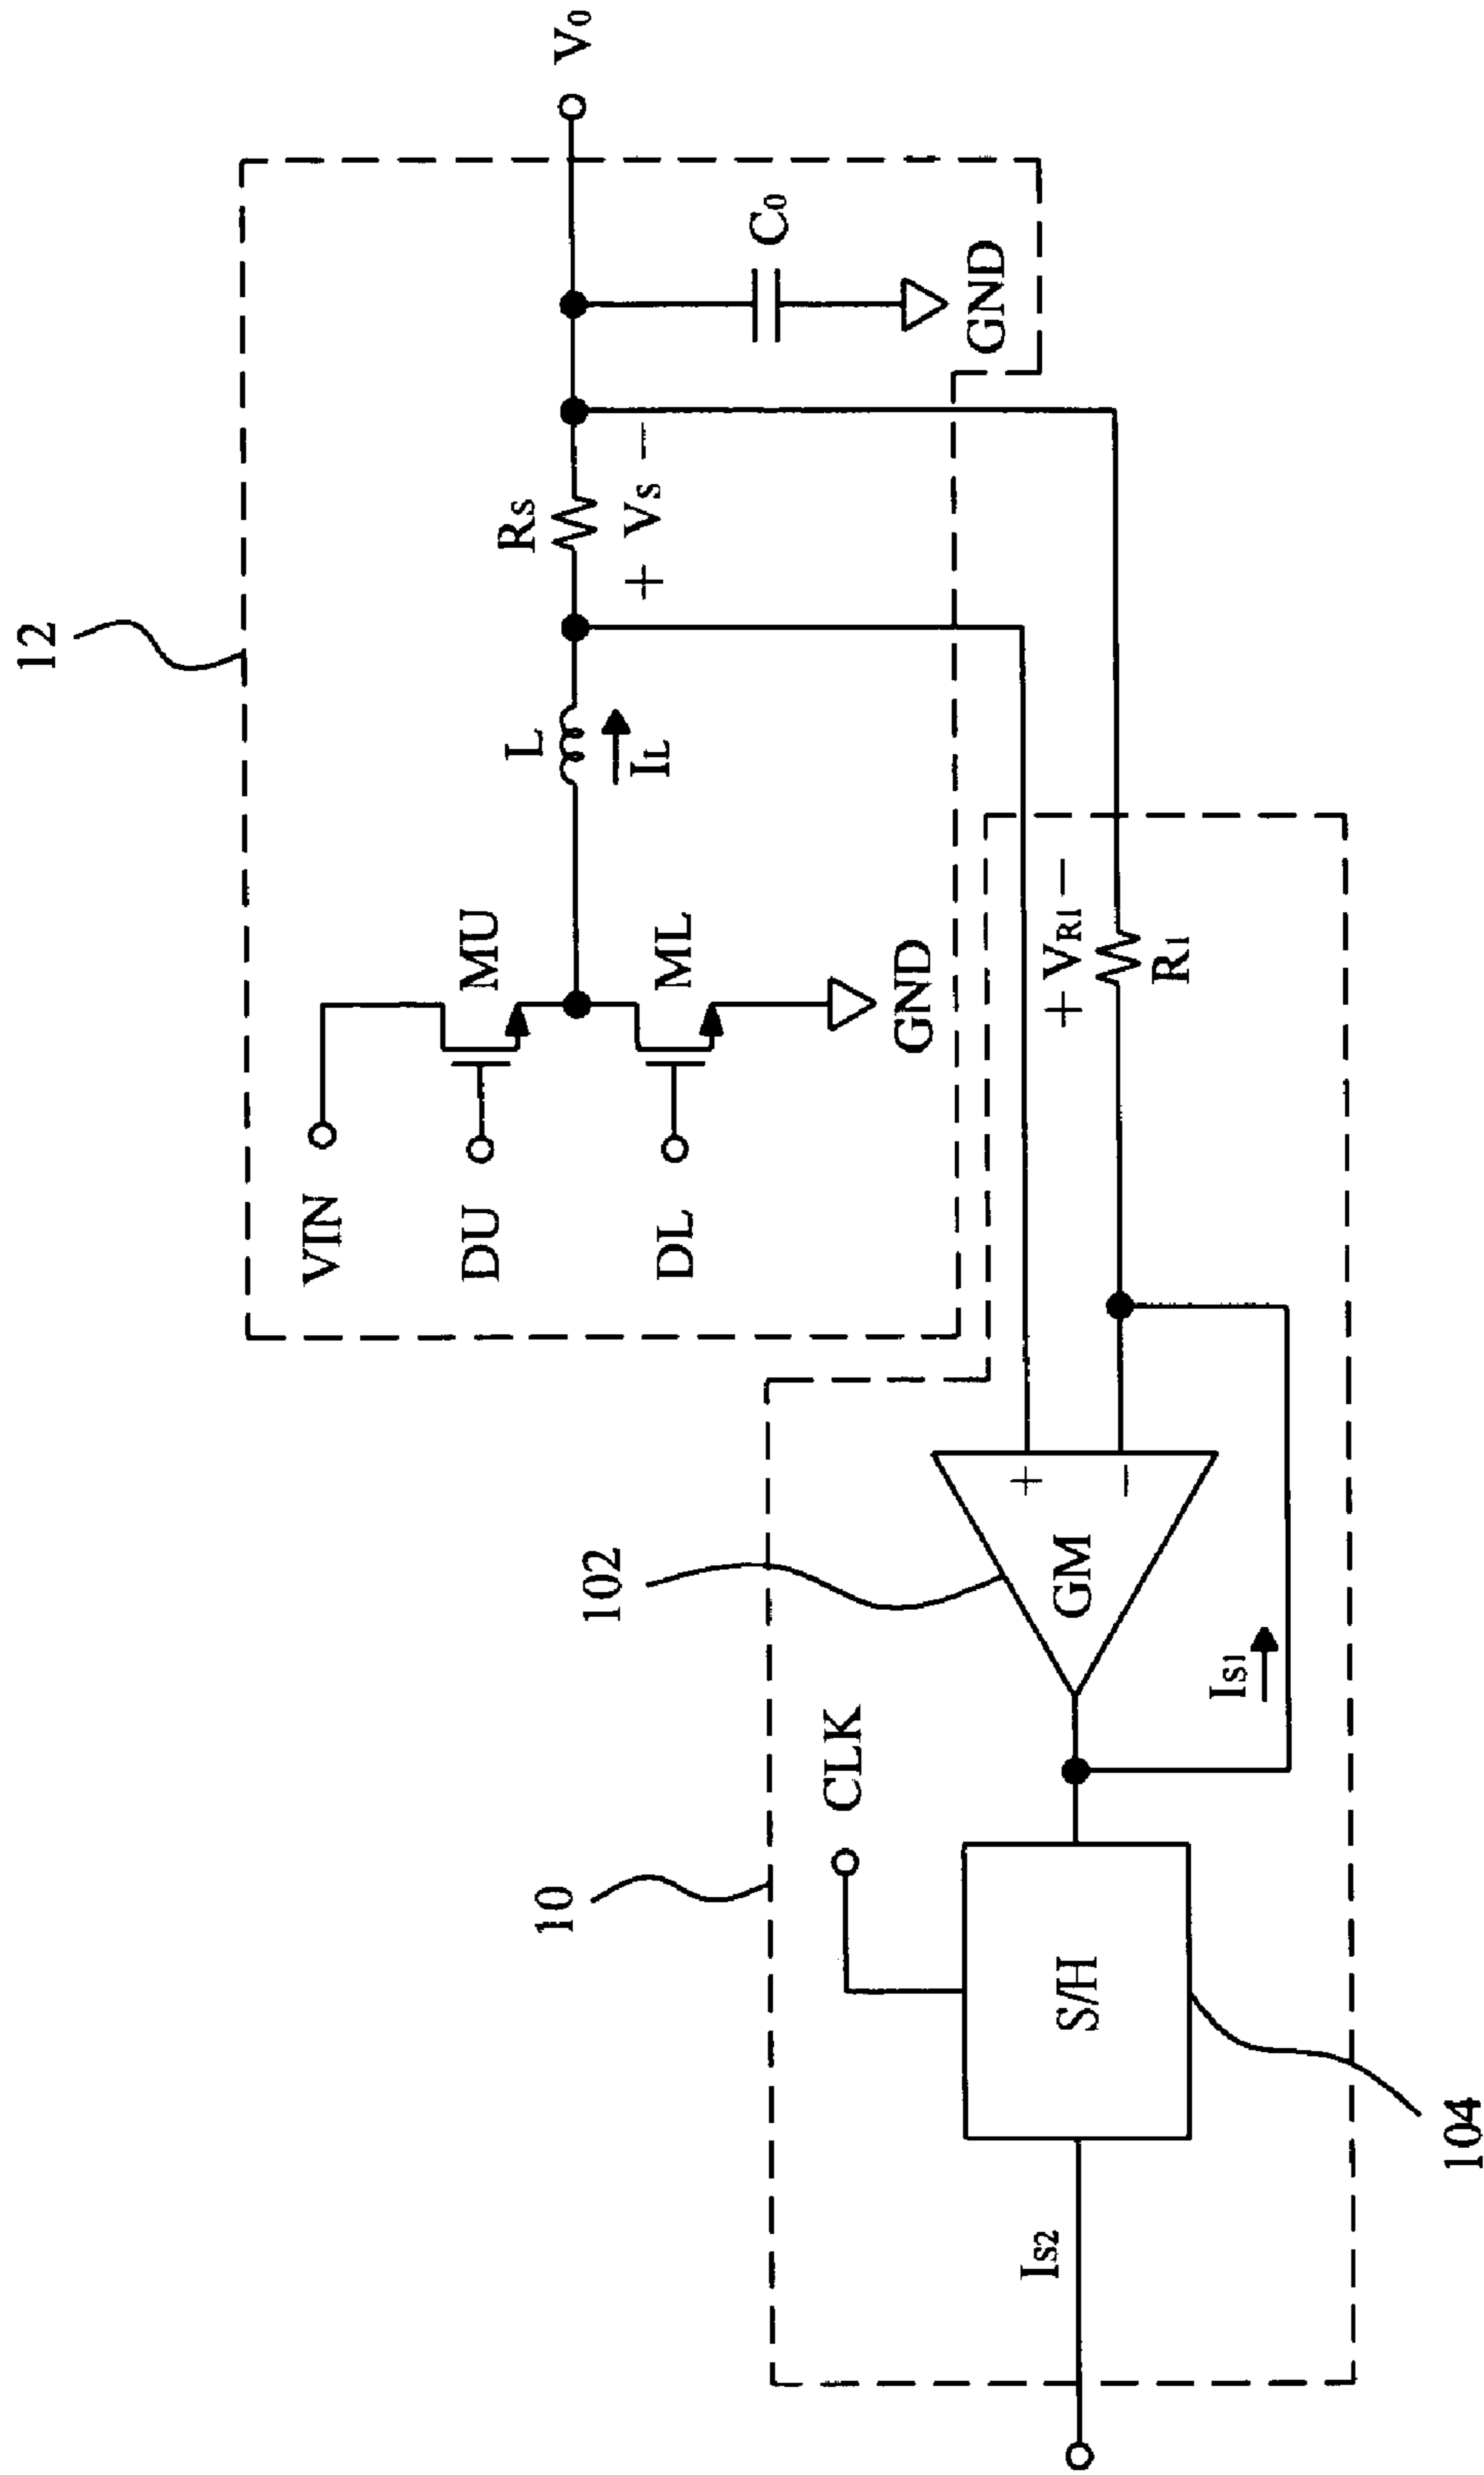 12
VIN
DU
DL
MU
ML
GND
L
IL
Rs
+ Vs −
C0
GND
V0
10
102
CLK
S/H
104
Is2
GM
+
−
Is1
+ VR1 −
R1